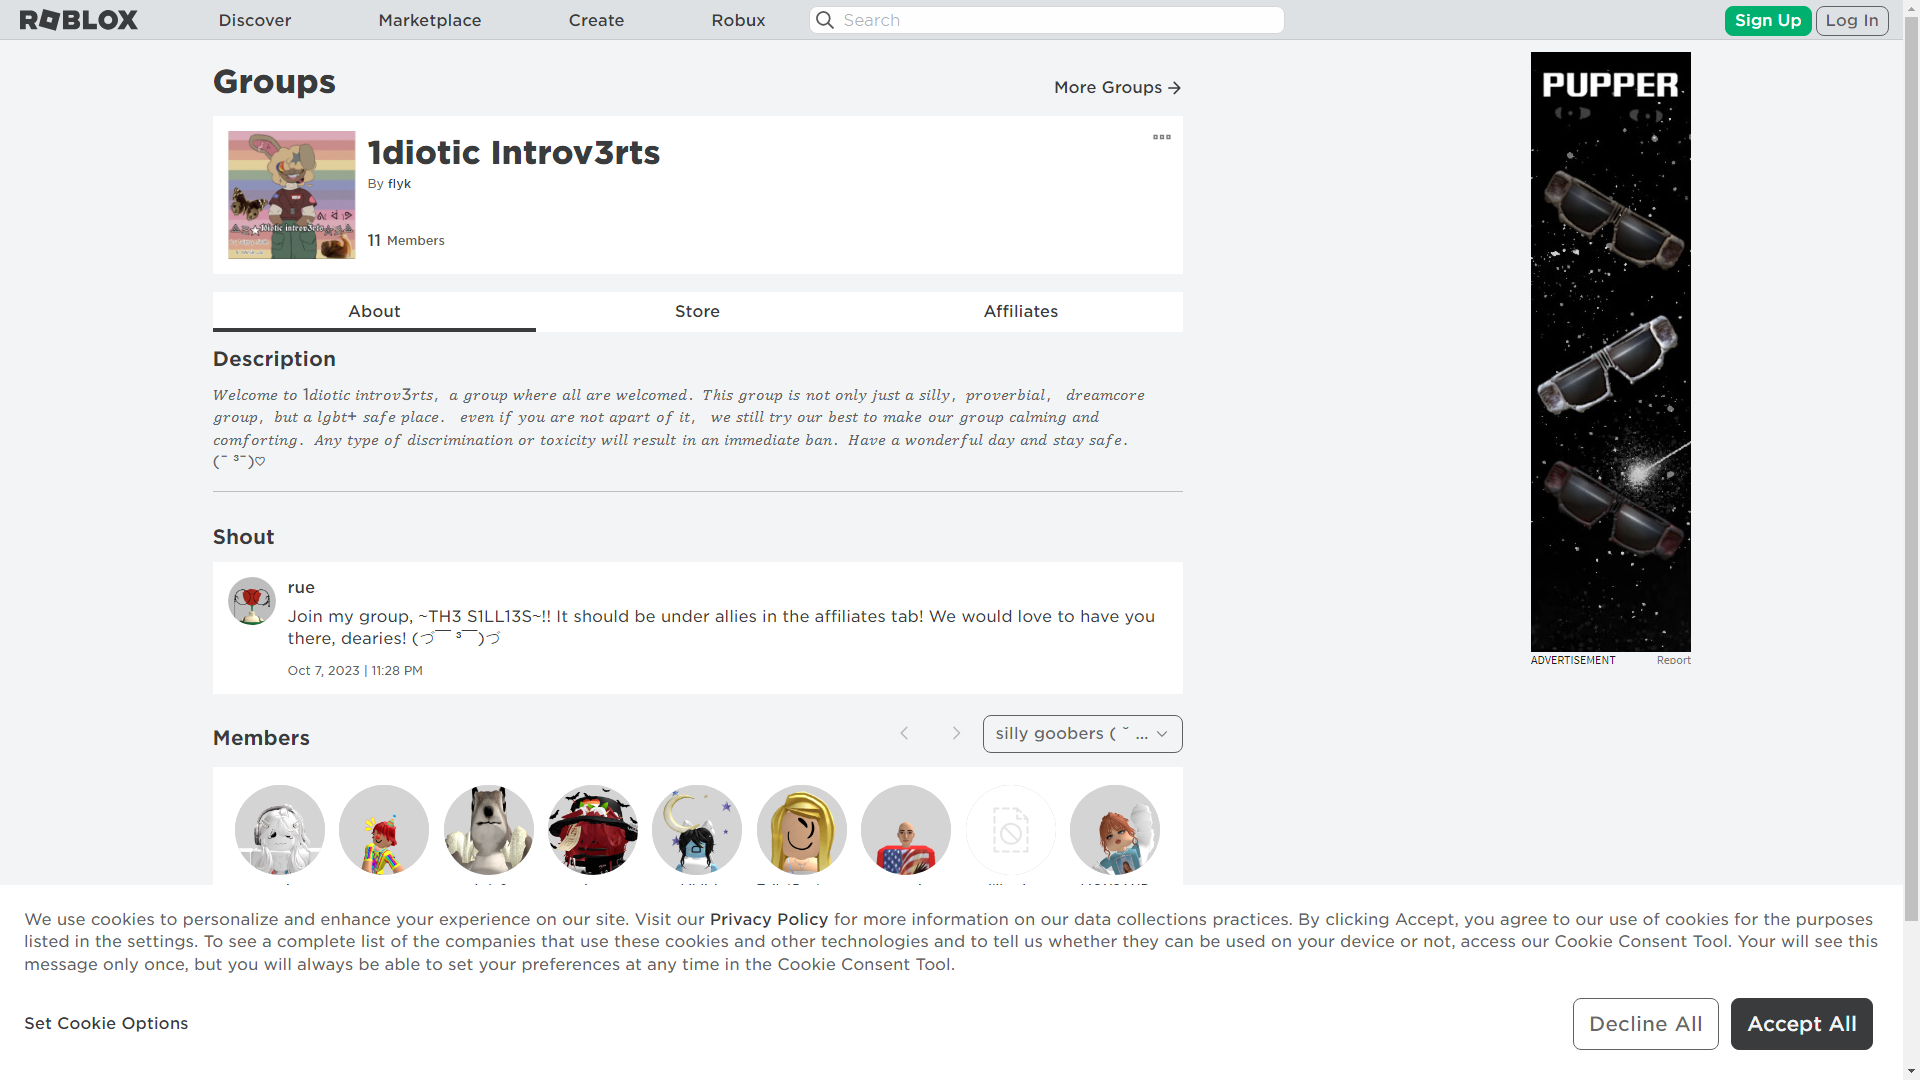 ROBLOX
Discover
Marketplace
Create
Robux
Search
Sign Up
Log In
Groups
More Groups
1diotic Introv3rts
By flyk
11 Members
About
Store
Affiliates
Description
𝘞𝘦𝘭𝘤𝘰𝘮𝘦 𝘵𝘰 1𝘥𝘪𝘰𝘵𝘪𝘤 𝘪𝘯𝘵𝘳𝘰𝘷3𝘳𝘵𝘴, 𝘢 𝘨𝘳𝘰𝘶𝘱 𝘸𝘩𝘦𝘳𝘦 𝘢𝘭𝘭 𝘢𝘳𝘦 𝘸𝘦𝘭𝘤𝘰𝘮𝘦𝘥. 𝘛𝘩𝘪𝘴 𝘨𝘳𝘰𝘶𝘱 𝘪𝘴 𝘯𝘰𝘵 𝘰𝘯𝘭𝘺 𝘫𝘶𝘴𝘵 𝘢 𝘴𝘪𝘭𝘭𝘺, 𝘱𝘳𝘰𝘷𝘦𝘳𝘣𝘪𝘢𝘭, 𝘥𝘳𝘦𝘢𝘮𝘤𝘰𝘳𝘦
𝘨𝘳𝘰𝘶𝘱, 𝘣𝘶𝘵 𝘢 𝘭𝘨𝘣𝘵+ 𝘴𝘢𝘧𝘦 𝘱𝘭𝘢𝘤𝘦. 𝘦𝘷𝘦𝘯 𝘪𝘧 𝘺𝘰𝘶 𝘢𝘳𝘦 𝘯𝘰𝘵 𝘢𝘱𝘢𝘳𝘵 𝘰𝘧 𝘪𝘵, 𝘸𝘦 𝘴𝘵𝘪𝘭𝘭 𝘵𝘳𝘺 𝘰𝘶𝘳 𝘣𝘦𝘴𝘵 𝘵𝘰 𝘮𝘢𝘬𝘦 𝘰𝘶𝘳 𝘨𝘳𝘰𝘶𝘱 𝘤𝘢𝘭𝘮𝘪𝘯𝘨 𝘢𝘯𝘥
𝘤𝘰𝘮𝘧𝘰𝘳𝘵𝘪𝘯𝘨. 𝘈𝘯𝘺 𝘵𝘺𝘱𝘦 𝘰𝘧 𝘥𝘪𝘴𝘤𝘳𝘪𝘮𝘪𝘯𝘢𝘵𝘪𝘰𝘯 𝘰𝘳 𝘵𝘰𝘹𝘪𝘤𝘪𝘵𝘺 𝘸𝘪𝘭𝘭 𝘳𝘦𝘴𝘶𝘭𝘵 𝘪𝘯 𝘢𝘯 𝘪𝘮𝘮𝘦𝘥𝘪𝘢𝘵𝘦 𝘣𝘢𝘯. 𝘏𝘢𝘷𝘦 𝘢 𝘸𝘰𝘯𝘥𝘦𝘳𝘧𝘶𝘭 𝘥𝘢𝘺 𝘢𝘯𝘥 𝘴𝘵𝘢𝘺 𝘴𝘢𝘧𝘦.
(¯ ³¯)♡
Shout
rue
Join my group, ~TH3 S1LL13S~!! It should be under allies in the affiliates tab! We would love to have you
there, dearies! (づ￣ ³￣)づ
Oct 7, 2023 | 11:28 PM
Members
silly goobers ( ˘ ...
PUPPER
ADVERTISEMENT
Report
We use cookies to personalize and enhance your experience on our site. Visit our Privacy Policy for more information on our data collections practices. By clicking Accept, you agree to our use of cookies for the purposes
listed in the settings. To see a complete list of the companies that use these cookies and other technologies and to tell us whether they can be used on your device or not, access our Cookie Consent Tool. Your will see this
message only once, but you will always be able to set your preferences at any time in the Cookie Consent Tool.
Set Cookie Options
Decline All
Accept All